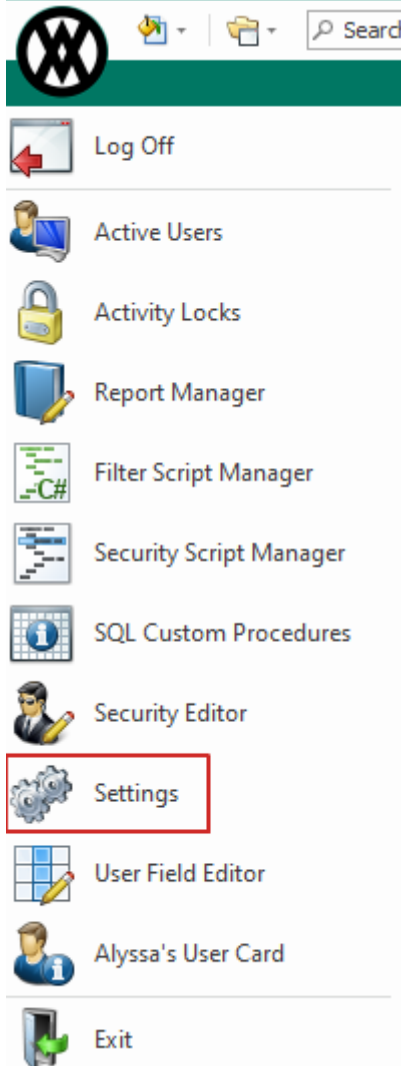 Search
Log Off
Active Users
Activity Locks
Report Manager
C#
Filter Script Manager
Security Script Manager
SQL Custom Procedures
Security Editor
Settings
User Field Editor
Alyssa's User Card
Exit